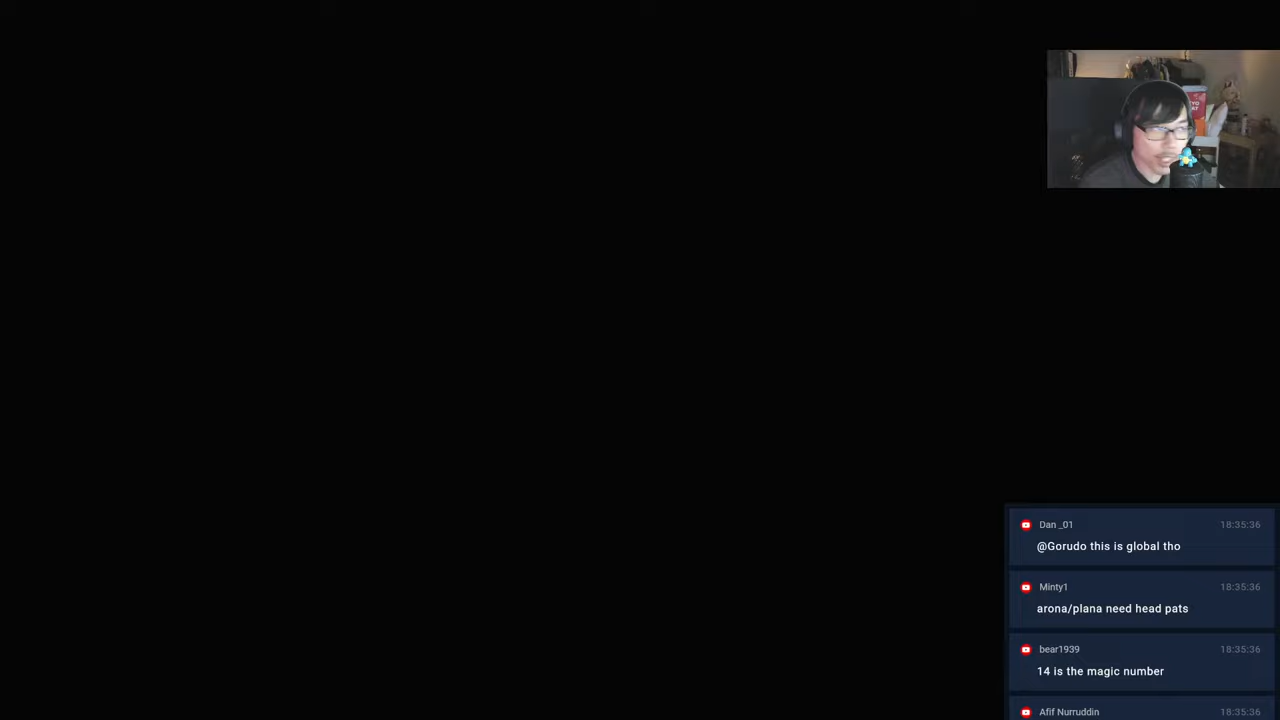 Dan _01 18:35:36
@Gorudo this is global tho
Minty1 18:35:36
arona/plana need head pats
bear1939 18:35:36
14 is the magic number
Afif Nurruddin 18:35:36